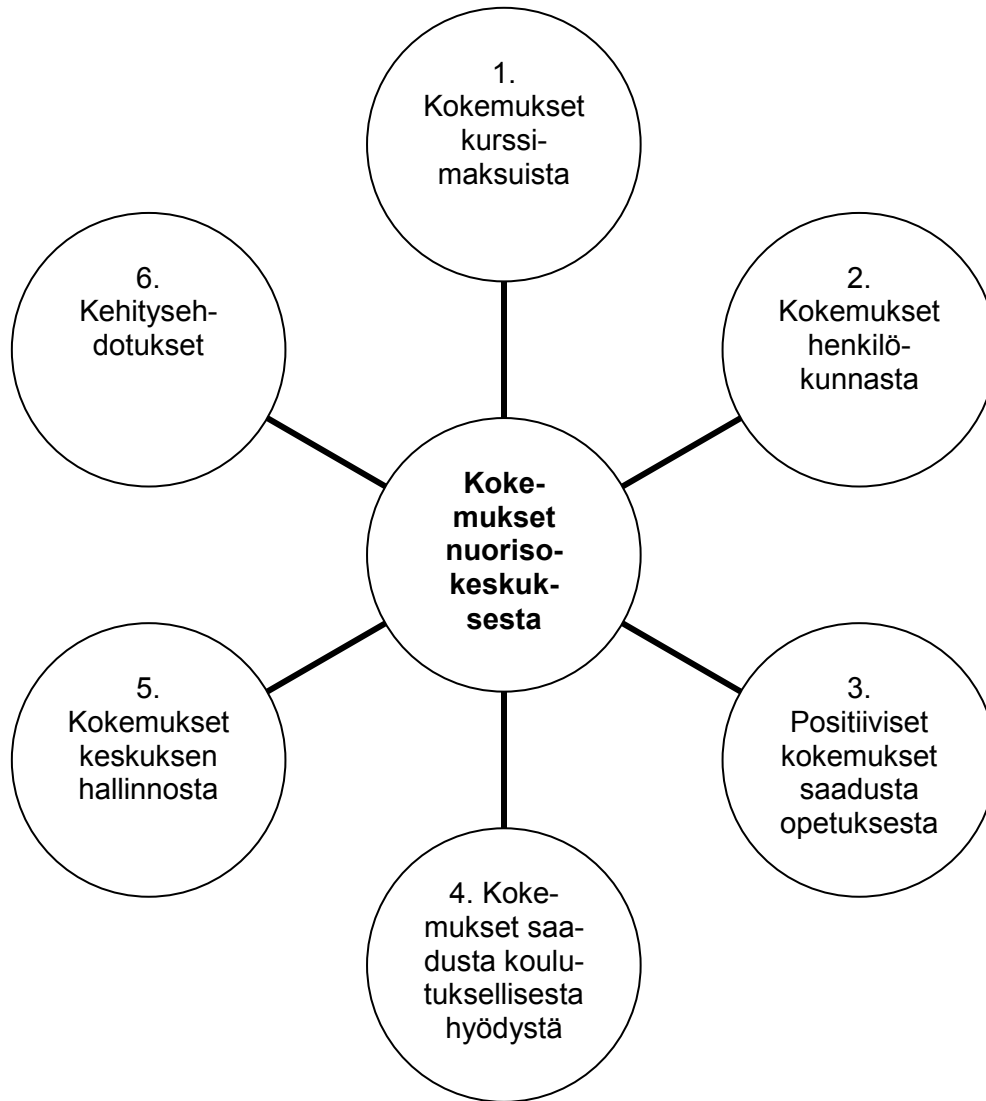 1.
Kokemukset
kurssi-
maksuista
2.
Kokemukset
henkilö-
kunnasta
3.
Positiiviset
kokemukset
saadusta
opetuksesta
4. Koke-
mukset saa-
dusta koulu-
tuksellisesta
hyödystä
5.
Kokemukset
keskuksen
hallinnosta
6.
Kehityseh-
dotukset
Koke-
mukset
nuoriso-
keskuk-
sesta